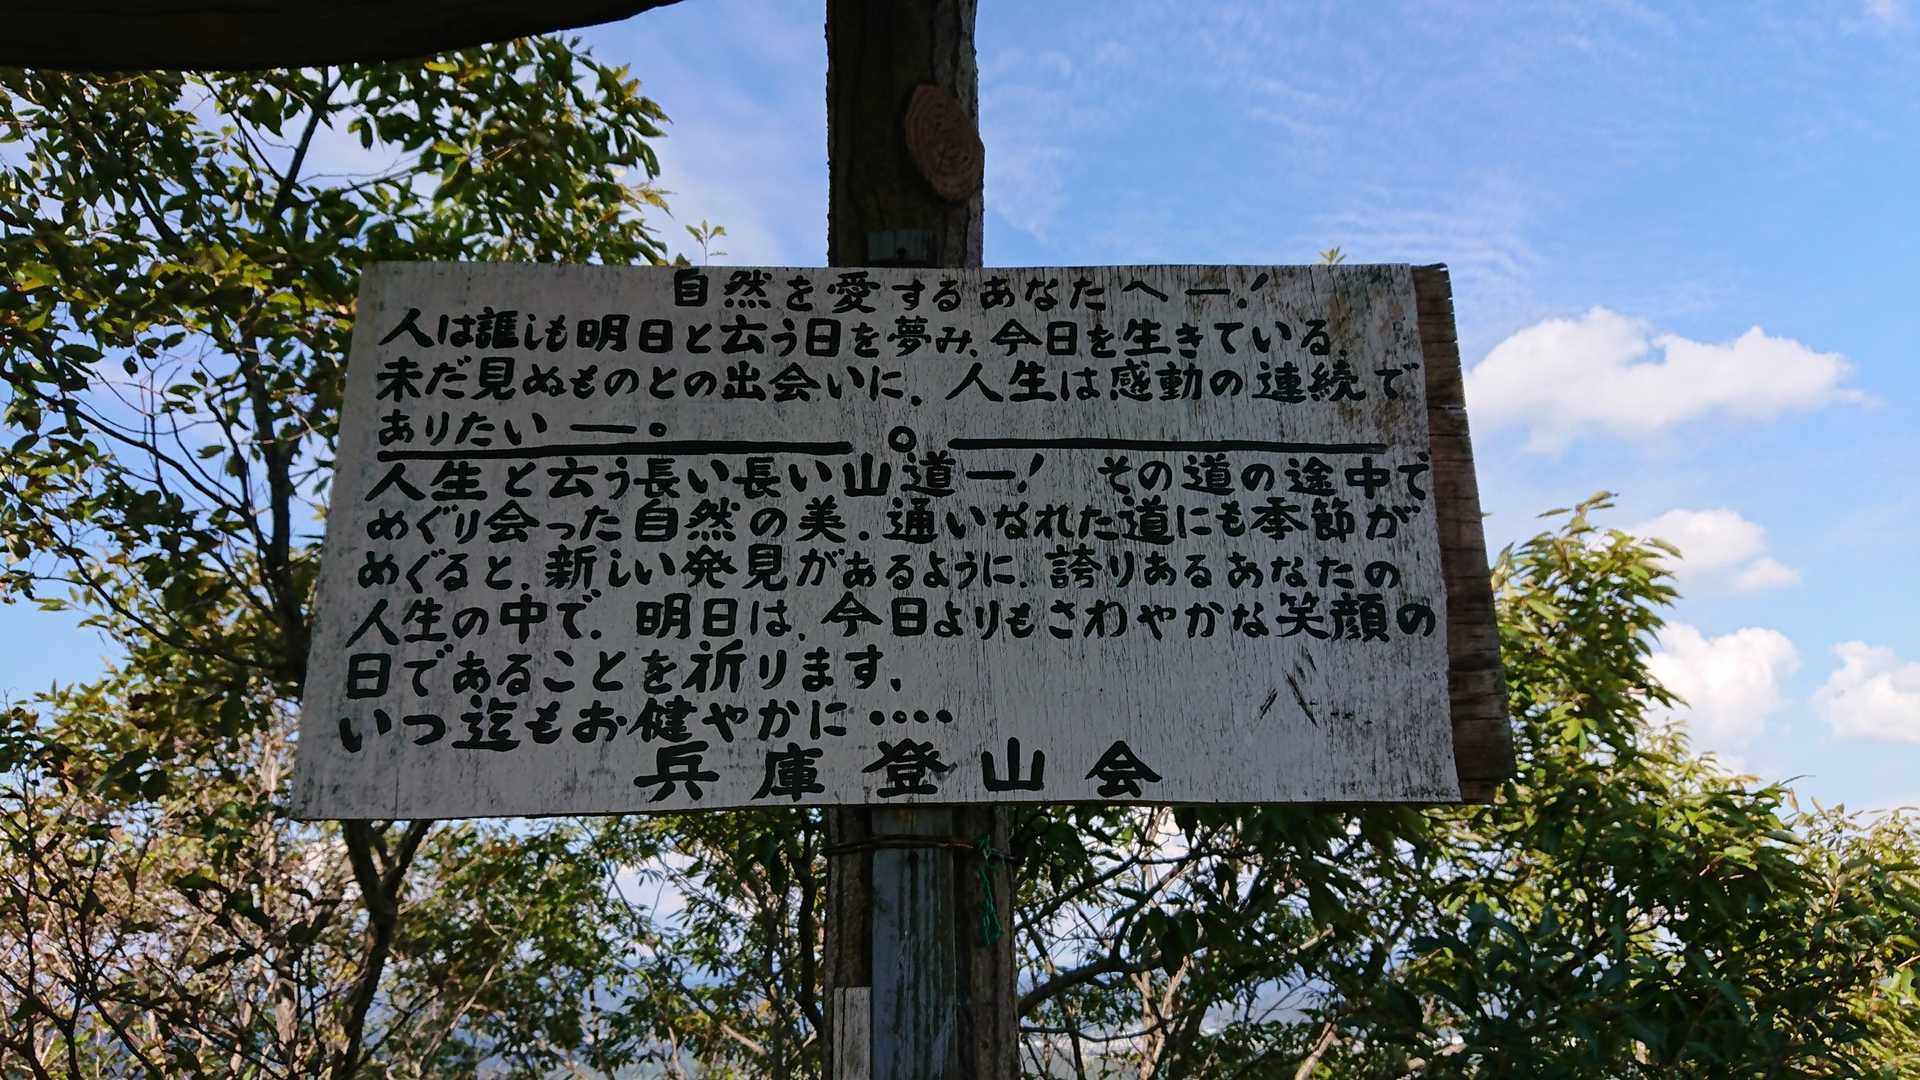 自然を愛するあなたへ ー！
人は誰しも明日と云う日を夢み、今日を生きている、
未だ見ぬものとの出会いに、人生は感動の連続で
ありたい ー。
人生と云う長い長い山道ー！ その道の途中で
めぐり会った自然の美、通いなれた道にも季節が
めぐると、新しい発見があるように、誇りあるあなたの
人生の中で、明日は、今日よりもさわやかな笑顔の
日であることを祈ります。
いつ迄もお健やかに‥‥
兵庫登山会